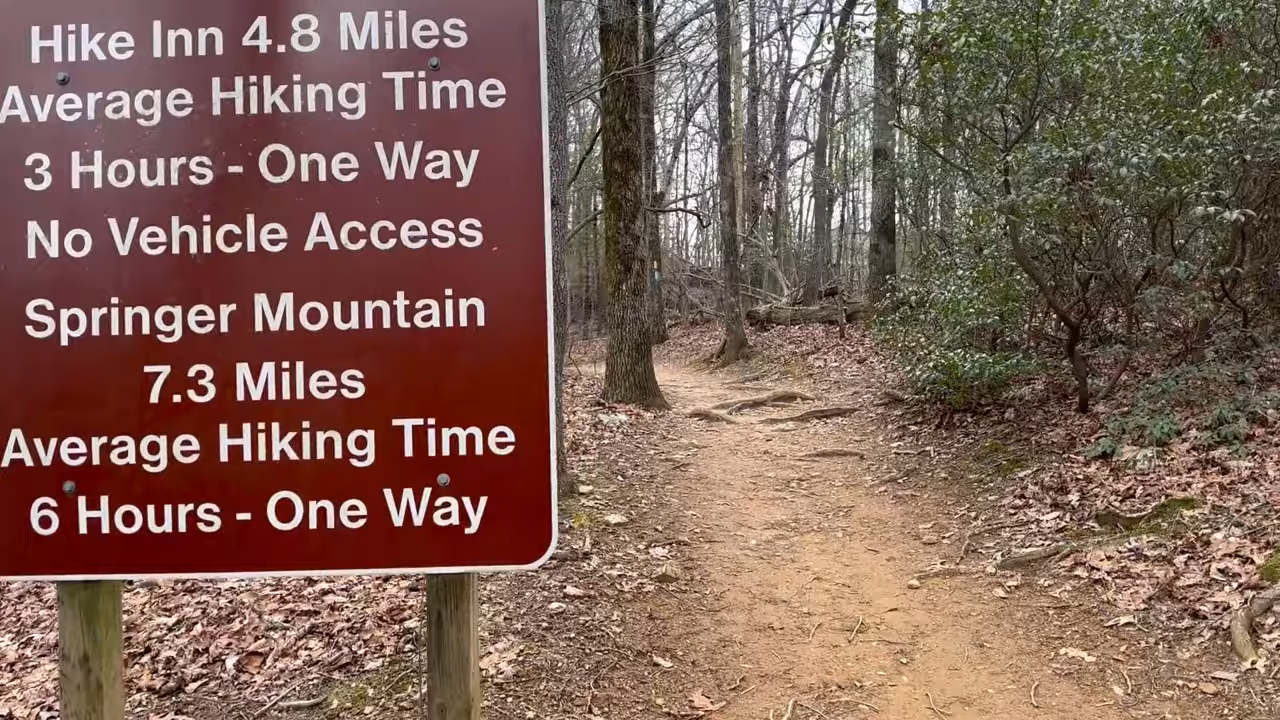 Hike Inn 4.8 Miles
Average Hiking Time
3 Hours - One Way
No Vehicle Access
Springer Mountain
7.3 Miles
Average Hiking Time
6 Hours - One Way